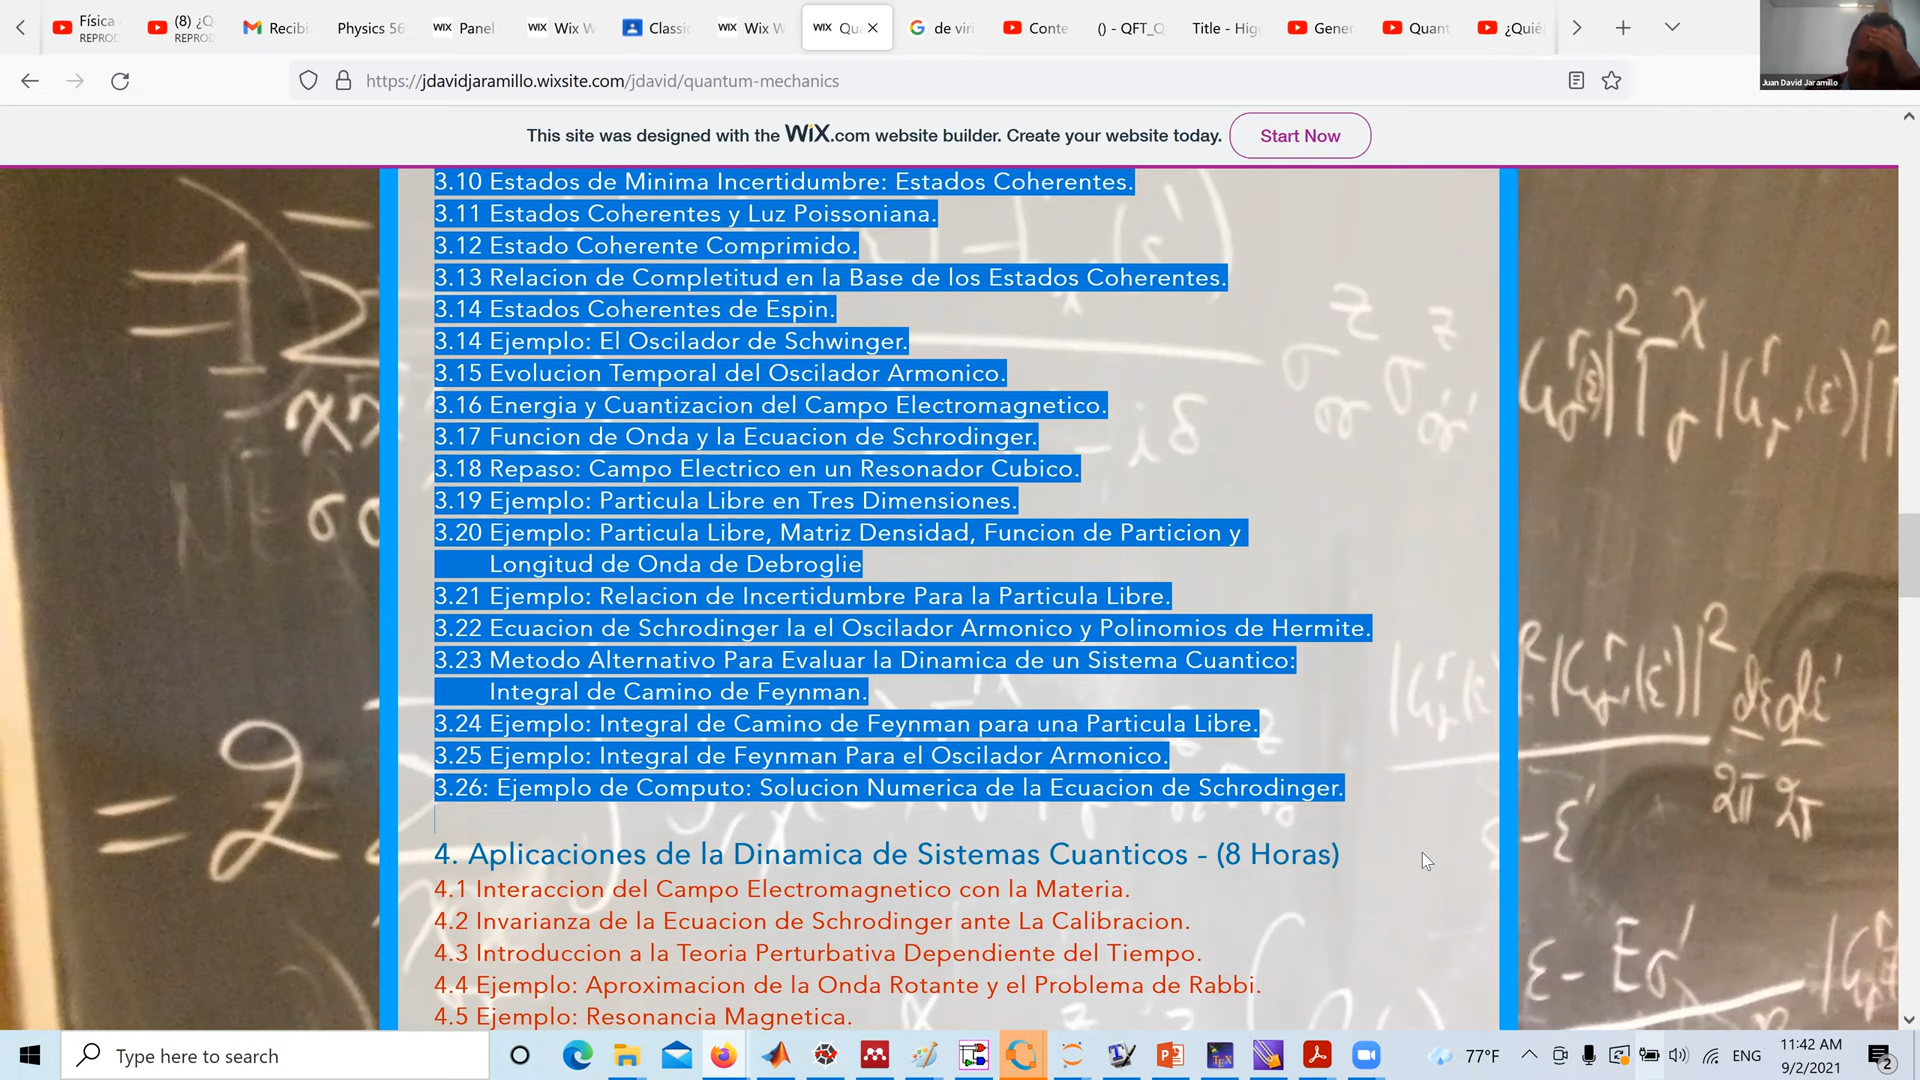 Física
REPROD
(8) ¿Q
REPROD
Recibi
Physics 56
WIX Panel
WIX Wix W
Classic
WIX Wix W
WIX Qua
de viri
Conte
() - QFT_Q
Title - Hig
Gener
Quant
¿Quié
Juan David Jaramillo
https://jdavidjaramillo.wixsite.com/jdavid/quantum-mechanics
This site was designed with the WiX.com website builder. Create your website today.
Start Now
3.10 Estados de Minima Incertidumbre: Estados Coherentes.
3.11 Estados Coherentes y Luz Poissoniana.
3.12 Estado Coherente Comprimido.
3.13 Relacion de Completitud en la Base de los Estados Coherentes.
3.14 Estados Coherentes de Espin.
3.14 Ejemplo: El Oscilador de Schwinger.
3.15 Evolucion Temporal del Oscilador Armonico.
3.16 Energia y Cuantizacion del Campo Electromagnetico.
3.17 Funcion de Onda y la Ecuacion de Schrodinger.
3.18 Repaso: Campo Electrico en un Resonador Cubico.
3.19 Ejemplo: Particula Libre en Tres Dimensiones.
3.20 Ejemplo: Particula Libre, Matriz Densidad, Funcion de Particion y
Longitud de Onda de Debroglie
3.21 Ejemplo: Relacion de Incertidumbre Para la Particula Libre.
3.22 Ecuacion de Schrodinger la el Oscilador Armonico y Polinomios de Hermite.
3.23 Metodo Alternativo Para Evaluar la Dinamica de un Sistema Cuantico:
Integral de Camino de Feynman.
3.24 Ejemplo: Integral de Camino de Feynman para una Particula Libre.
3.25 Ejemplo: Integral de Feynman Para el Oscilador Armonico.
3.26: Ejemplo de Computo: Solucion Numerica de la Ecuacion de Schrodinger.
4. Aplicaciones de la Dinamica de Sistemas Cuanticos - (8 Horas)
4.1 Interaccion del Campo Electromagnetico con la Materia.
4.2 Invarianza de la Ecuacion de Schrodinger ante La Calibracion.
4.3 Introduccion a la Teoria Perturbativa Dependiente del Tiempo.
4.4 Ejemplo: Aproximacion de la Onda Rotante y el Problema de Rabbi.
4.5 Ejemplo: Resonancia Magnetica.
Type here to search
77°F
ENG
11:42 AM
9/2/2021
2